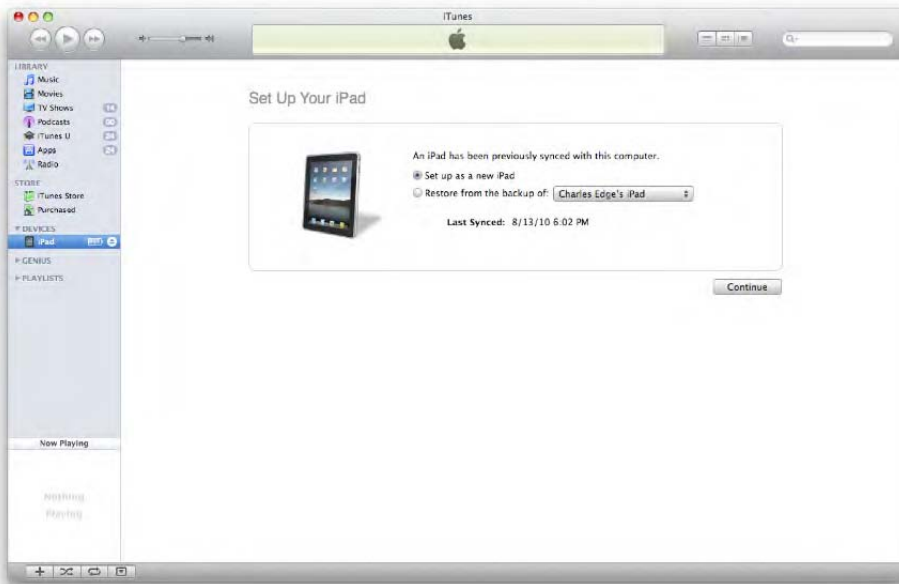 iTunes
LIBRARY
Music
Movies
TV Shows
Podcasts
iTunes U
Apps
Radio
STORE
iTunes Store
Purchased
DEVICES
iPad
GENIUS
PLAYLISTS
Now Playing
Nothing
Playing
Set Up Your iPad
An iPad has been previously synced with this computer.
Set up as a new iPad
Restore from the backup of: Charles Edge's iPad
Last Synced: 8/13/10 6:02 PM
Continue